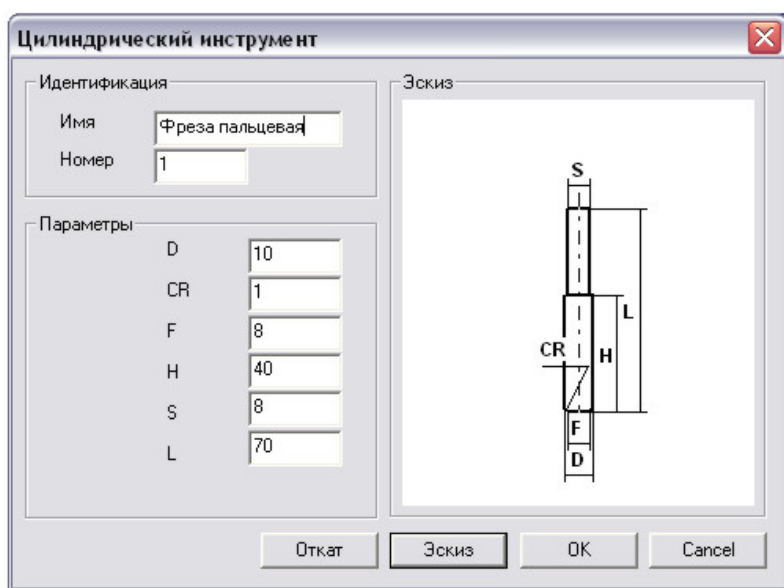 Цилиндрический инструмент
Идентификация
Имя Фреза пальцевая
Номер 1
Параметры
D 10
CR 1
F 8
H 40
S 8
L 70
Эскиз
S
L
CR H
F
D
Откат Эскиз OK Cancel